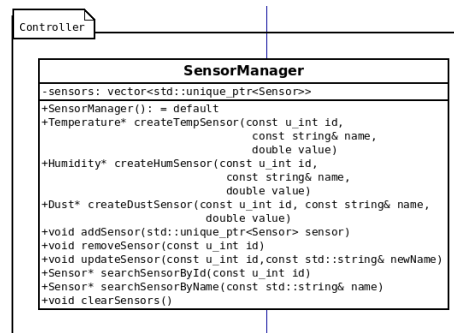 Controller
SensorManager
-sensors: vector<std::unique_ptr<Sensor>>
+SensorManager(): = default
+Temperature* createTempSensor(const u_int id,
const string& name,
double value)
+Humidity* createHumSensor(const u_int id,
const string& name,
double value)
+Dust* createDustSensor(const u_int id, const string& name,
double value)
+void addSensor(std::unique_ptr<Sensor> sensor)
+void removeSensor(const u_int id)
+void updateSensor(const u_int id,const std::string& newName)
+Sensor* searchSensorById(const u_int id)
+Sensor* searchSensorByName(const std::string& name)
+void clearSensors()